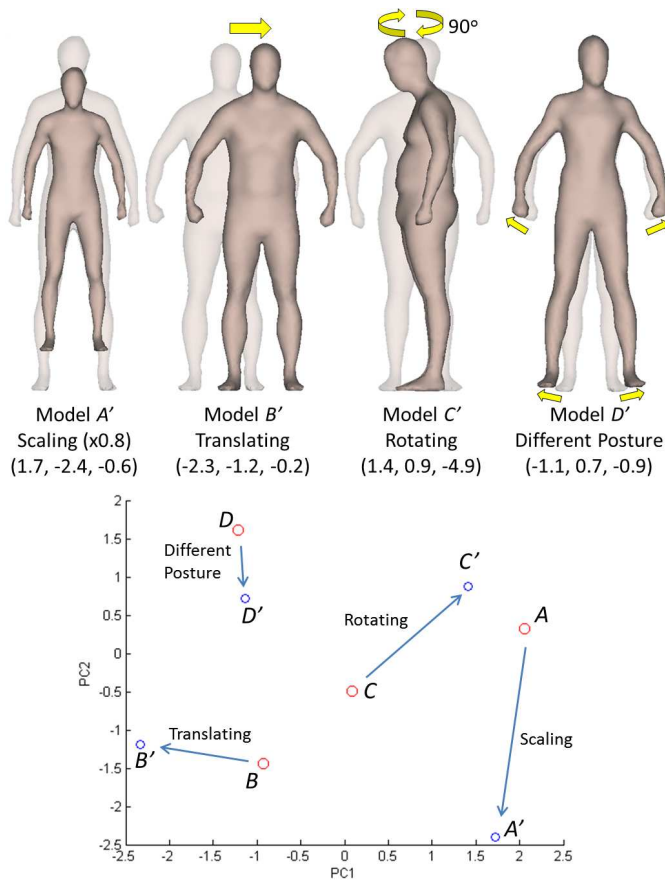 90o
Model A’
Scaling (x0.8)
(1.7, -2.4, -0.6)
Model B’
Translating
(-2.3, -1.2, -0.2)
Model C’
Rotating
(1.4, 0.9, -4.9)
Model D’
Different Posture
(-1.1, 0.7, -0.9)
2
1.5
1
0.5
0
-0.5
-1
-1.5
-2
-2.5
PC2
D
Different
Posture
D’
C’
Rotating
A
C
Scaling
Translating
B’
B
A’
-2.5
-2
-1.5
-1
-0.5
0
0.5
1
1.5
2
2.5
PC1